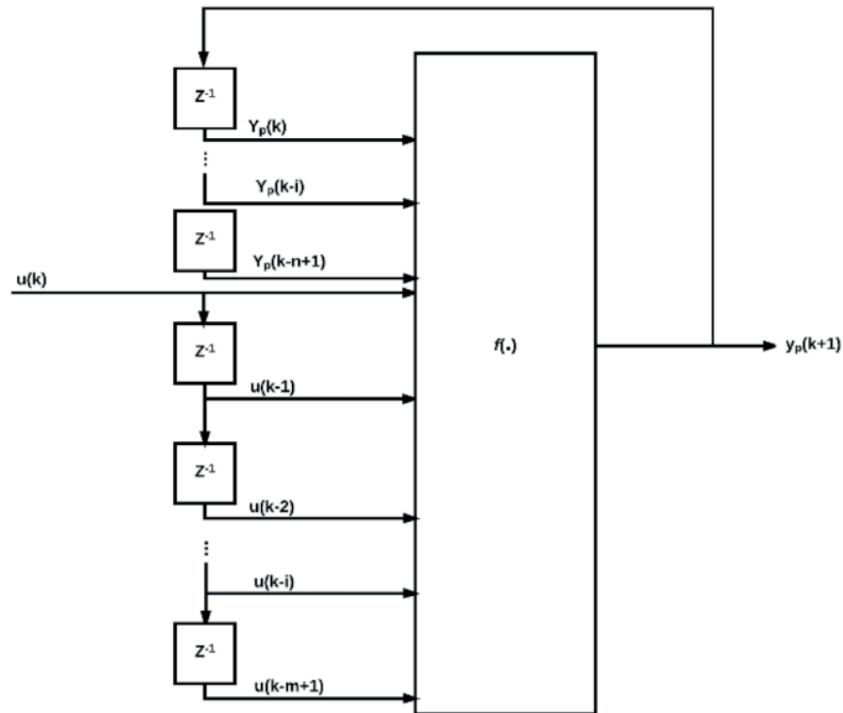 Z⁻¹
Yₚ(k)
⋮
Yₚ(k-i)
Z⁻¹
Yₚ(k-n+1)
u(k)
Z⁻¹
f(.)
yₚ(k+1)
u(k-1)
Z⁻¹
u(k-2)
⋮
u(k-i)
Z⁻¹
u(k-m+1)